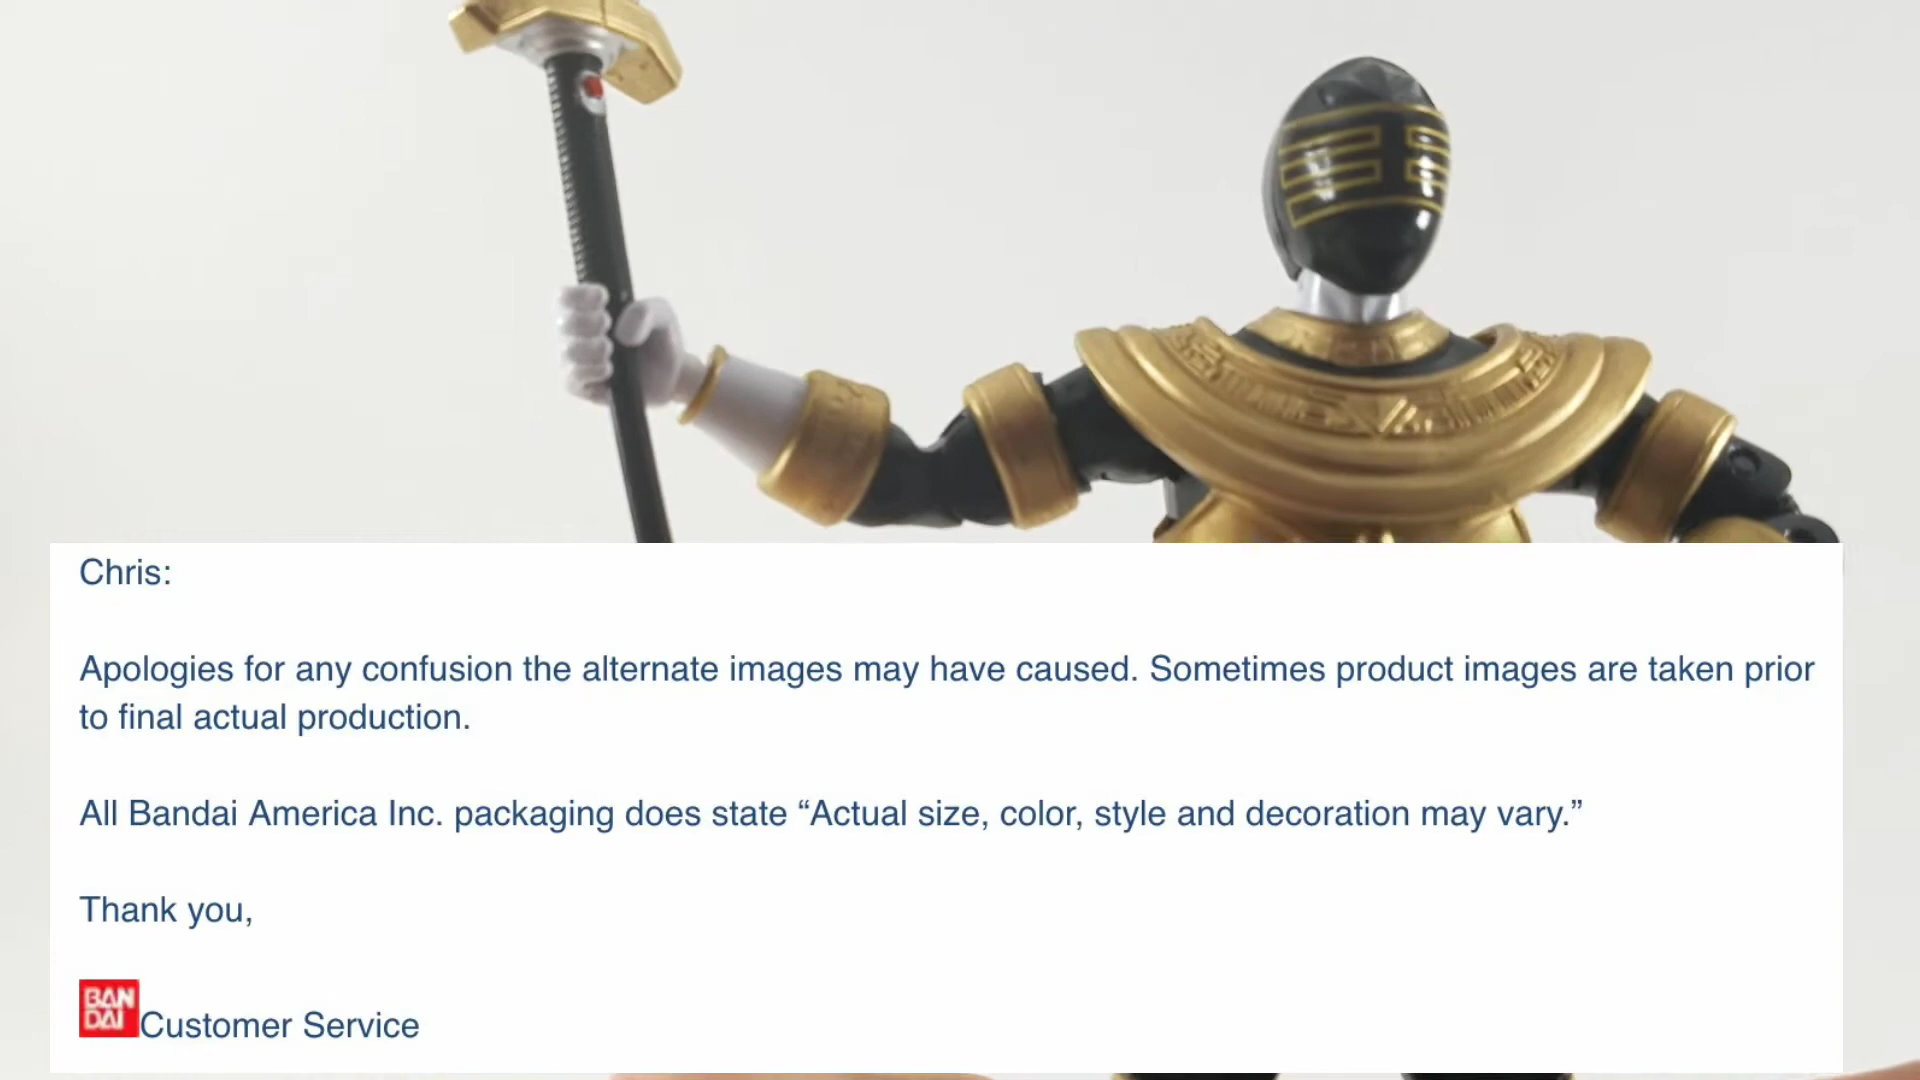 Chris:
Apologies for any confusion the alternate images may have caused. Sometimes product images are taken prior
to final actual production.
All Bandai America Inc. packaging does state “Actual size, color, style and decoration may vary.”
Thank you,
BAN
DAI
Customer Service